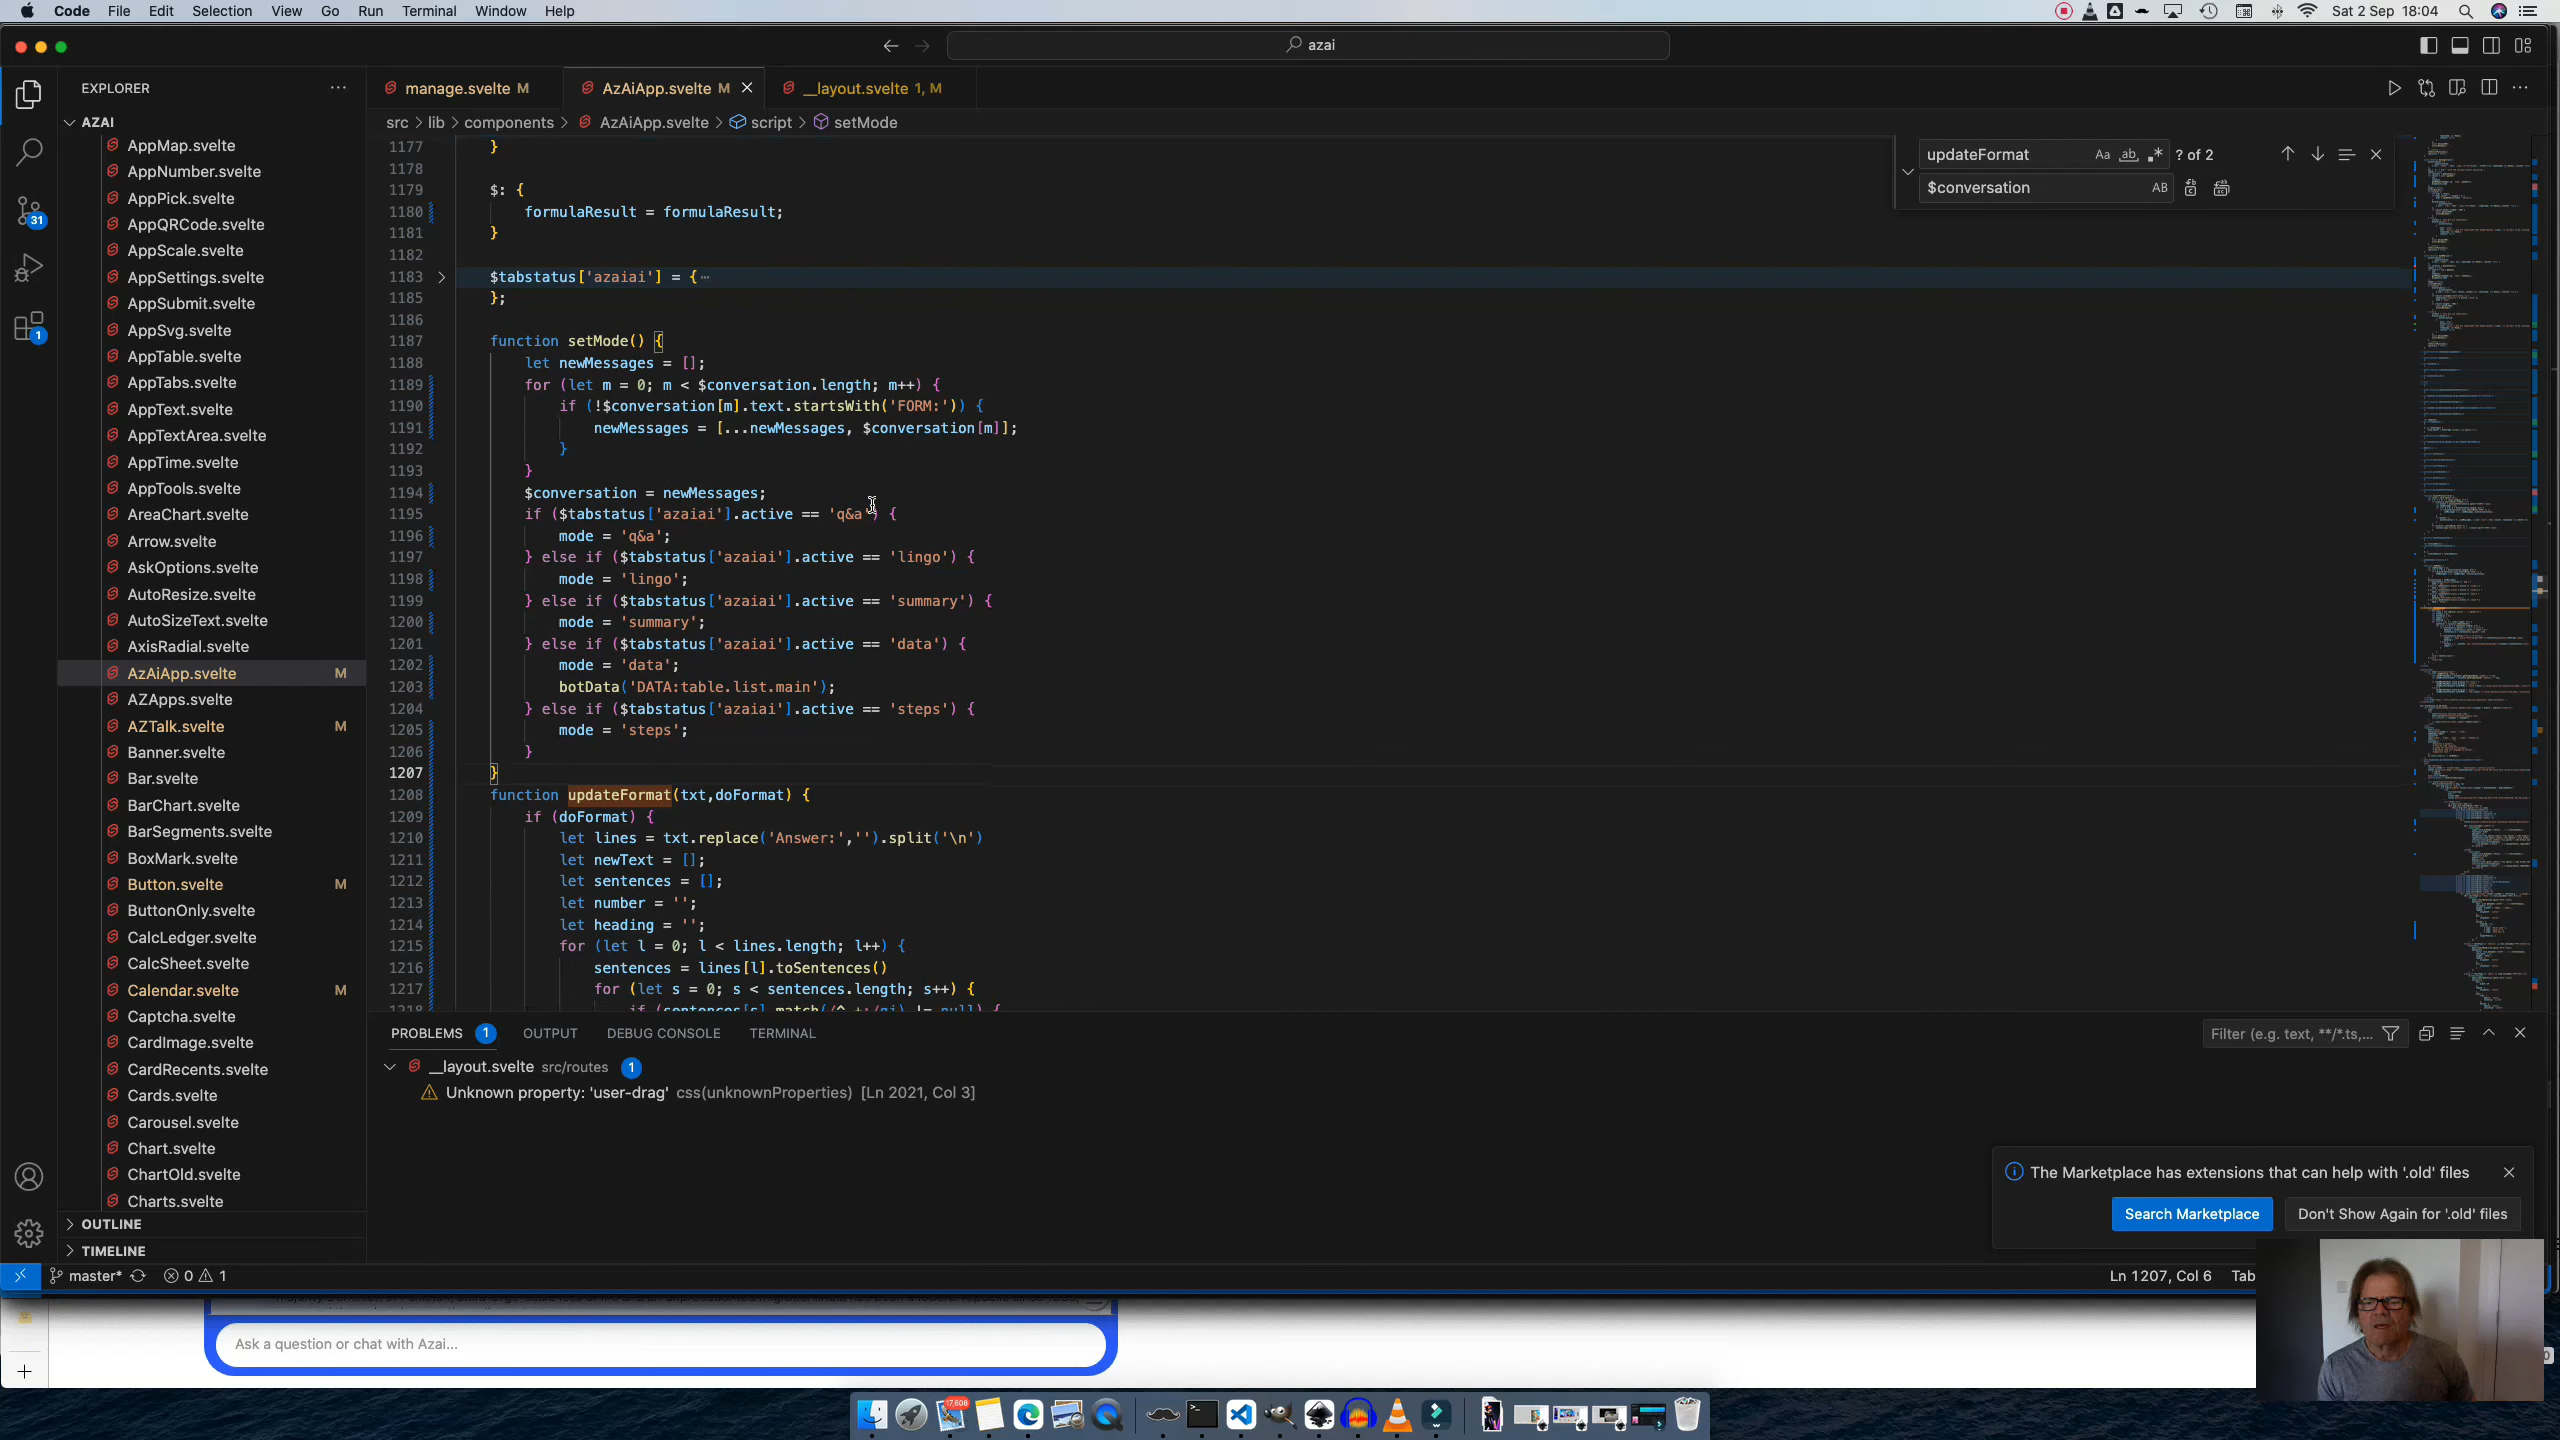 Code File Edit Selection View Go Run Terminal Window Help
Sat 2 Sep 18:04
azai
EXPLORER
manage.svelte M
AzAiApp.svelte M
__layout.svelte 1, M
AZAI
src > lib > components > AzAiApp.svelte > script > setMode
AppMap.svelte
AppNumber.svelte
AppPick.svelte
AppQRCode.svelte
AppScale.svelte
AppSettings.svelte
AppSubmit.svelte
AppSvg.svelte
AppTable.svelte
AppTabs.svelte
AppText.svelte
AppTextArea.svelte
AppTime.svelte
AppTools.svelte
AreaChart.svelte
Arrow.svelte
AskOptions.svelte
AutoResize.svelte
AutoSizeText.svelte
AxisRadial.svelte
AzAiApp.svelte M
AZApps.svelte
AZTalk.svelte M
Banner.svelte
Bar.svelte
BarChart.svelte
BarSegments.svelte
BoxMark.svelte
Button.svelte M
ButtonOnly.svelte
CalcLedger.svelte
CalcSheet.svelte
Calendar.svelte M
Captcha.svelte
CardImage.svelte
CardRecents.svelte
Cards.svelte
Carousel.svelte
Chart.svelte
ChartOld.svelte
Charts.svelte
OUTLINE
TIMELINE
31
1
updateFormat Aa ab ? of 2
$conversation AB
1177 }
1178
1179 $: {
1180 formulaResult = formulaResult;
1181 }
1182
1183 $tabstatus['azaiai'] = {…
1185 };
1186
1187 function setMode() {
1188 let newMessages = [];
1189 for (let m = 0; m < $conversation.length; m++) {
1190 if (!$conversation[m].text.startsWith('FORM:')) {
1191 newMessages = [...newMessages, $conversation[m]];
1192 }
1193 }
1194 $conversation = newMessages;
1195 if ($tabstatus['azaiai'].active == 'q&a') {
1196 mode = 'q&a';
1197 } else if ($tabstatus['azaiai'].active == 'lingo') {
1198 mode = 'lingo';
1199 } else if ($tabstatus['azaiai'].active == 'summary') {
1200 mode = 'summary';
1201 } else if ($tabstatus['azaiai'].active == 'data') {
1202 mode = 'data';
1203 botData('DATA:table.list.main');
1204 } else if ($tabstatus['azaiai'].active == 'steps') {
1205 mode = 'steps';
1206 }
1207 }
1208 function updateFormat(txt,doFormat) {
1209 if (doFormat) {
1210 let lines = txt.replace('Answer:','').split('\n')
1211 let newText = [];
1212 let sentences = [];
1213 let number = '';
1214 let heading = '';
1215 for (let l = 0; l < lines.length; l++) {
1216 sentences = lines[l].toSentences()
1217 for (let s = 0; s < sentences.length; s++) {
PROBLEMS 1 OUTPUT DEBUG CONSOLE TERMINAL
Filter (e.g. text, **/*.ts,...
__layout.svelte src/routes 1
Unknown property: 'user-drag' css(unknownProperties) [Ln 2021, Col 3]
The Marketplace has extensions that can help with '.old' files
Search Marketplace
Don't Show Again for '.old' files
master* 0 1
Ln 1207, Col 6 Tab
Ask a question or chat with Azai...
17,608